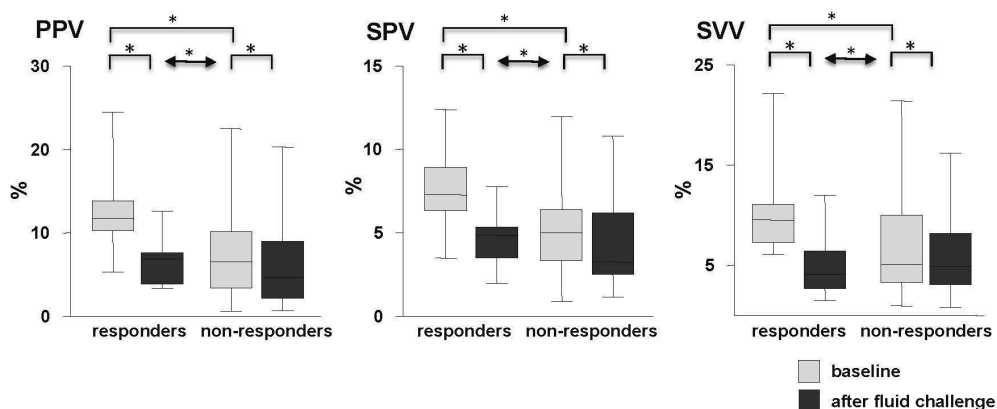 PPV
*
* * *
30
20
10
0
%
responders non-responders
SPV
*
* * *
15
10
5
0
%
responders non-responders
SVV
*
* * *
25
15
5
%
responders non-responders
baseline
after fluid challenge